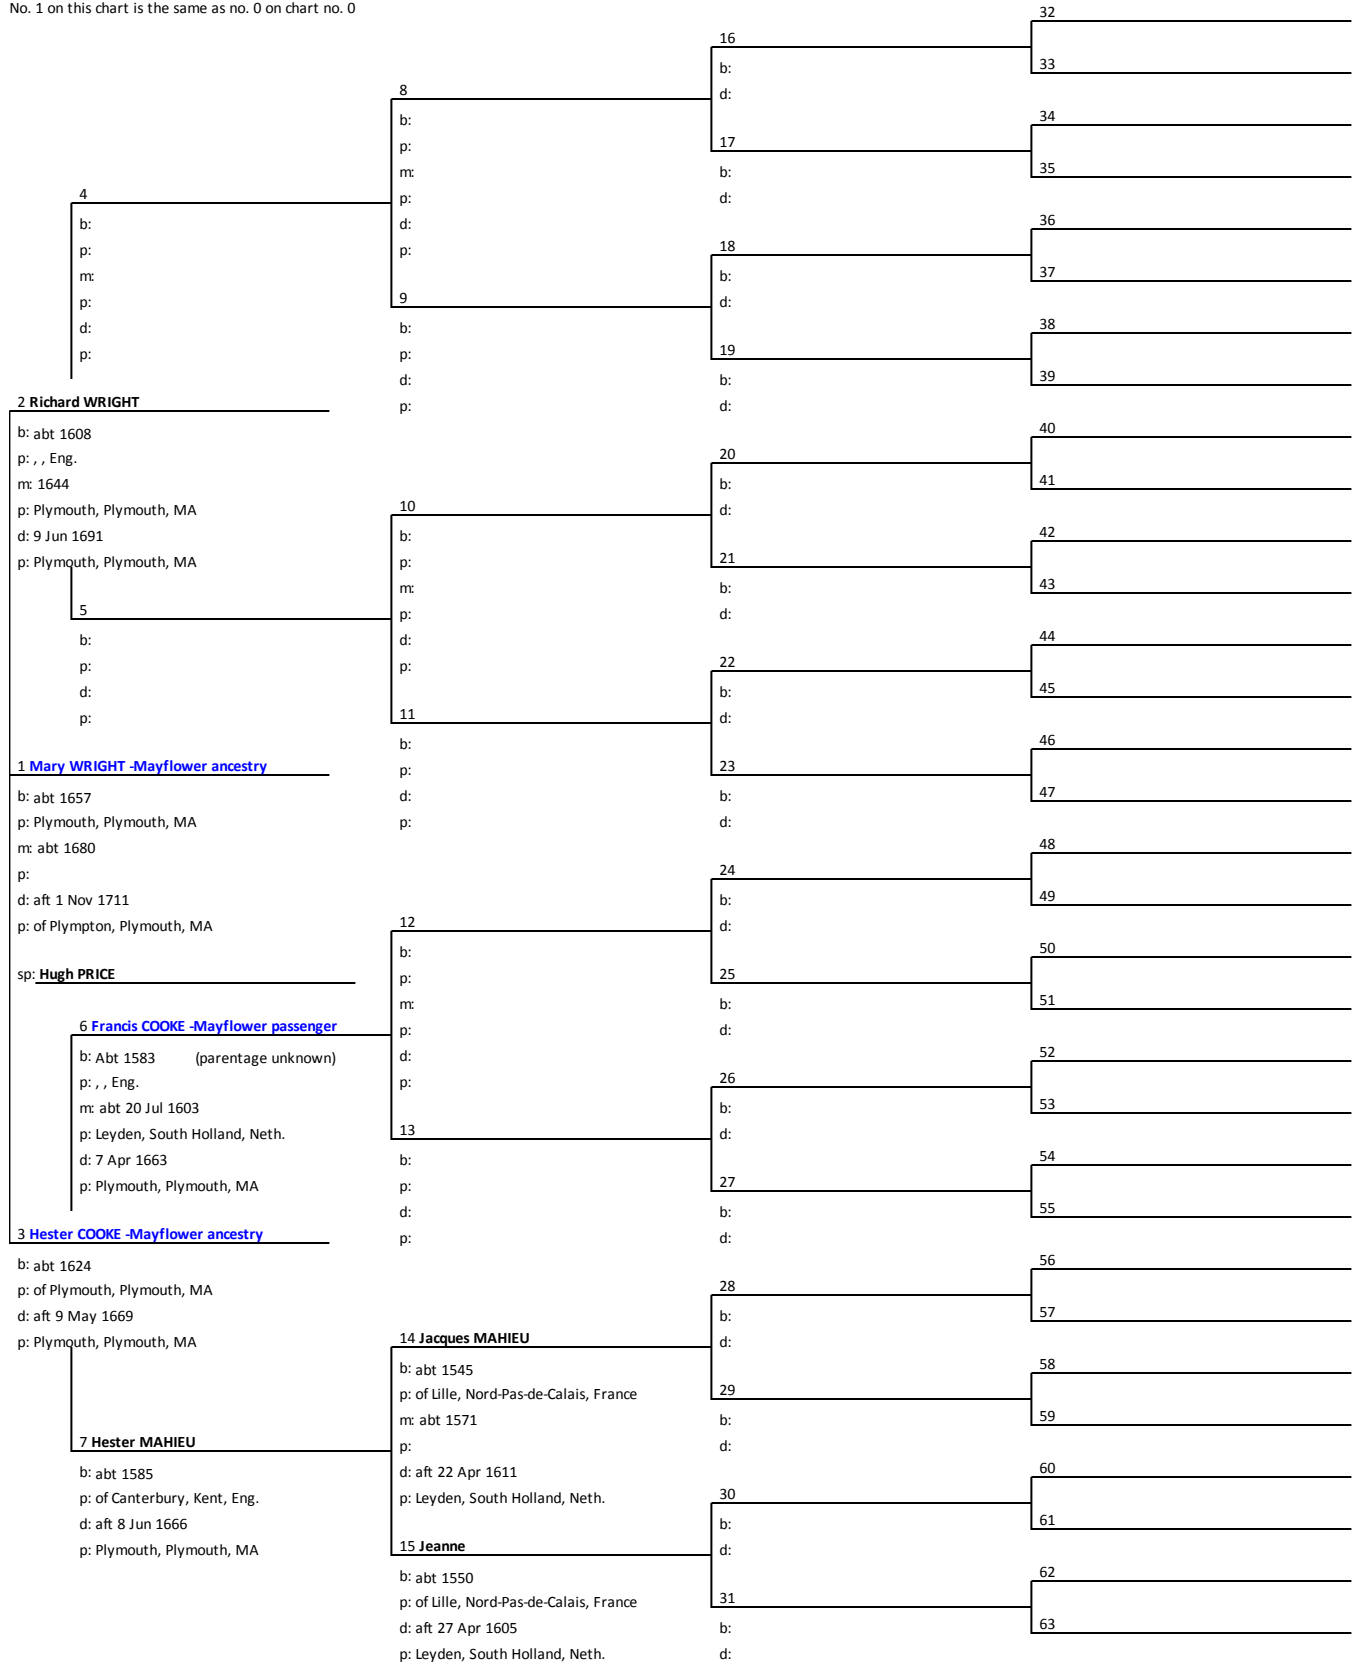 No. 1 on this chart is the same as no. 0 on chart no. 0
4
b:
p:
m:
p:
d:
p:
2 Richard WRIGHT
b: abt 1608
p: , , Eng.
m: 1644
p: Plymouth, Plymouth, MA
d: 9 Jun 1691
p: Plymouth, Plymouth, MA
5
b:
p:
d:
p:
1 Mary WRIGHT -Mayflower ancestry
b: abt 1657
p: Plymouth, Plymouth, MA
m: abt 1680
p:
d: aft 1 Nov 1711
p: of Plympton, Plymouth, MA
sp: Hugh PRICE
6 Francis COOKE -Mayflower passenger
b: Abt 1583 (parentage unknown)
p: , , Eng.
m: abt 20 Jul 1603
p: Leyden, South Holland, Neth.
d: 7 Apr 1663
p: Plymouth, Plymouth, MA
3 Hester COOKE -Mayflower ancestry
b: abt 1624
p: of Plymouth, Plymouth, MA
d: aft 9 May 1669
p: Plymouth, Plymouth, MA
7 Hester MAHIEU
b: abt 1585
p: of Canterbury, Kent, Eng.
d: aft 8 Jun 1666
p: Plymouth, Plymouth, MA
8
b:
p:
m:
p:
d:
p:
9
b:
p:
d:
p:
10
b:
p:
m:
p:
d:
p:
11
b:
p:
d:
p:
12
b:
p:
m:
p:
d:
p:
13
b:
p:
d:
p:
14 Jacques MAHIEU
b: abt 1545
p: of Lille, Nord-Pas-de-Calais, France
m: abt 1571
p:
d: aft 22 Apr 1611
p: Leyden, South Holland, Neth.
15 Jeanne
b: abt 1550
p: of Lille, Nord-Pas-de-Calais, France
d: aft 27 Apr 1605
p: Leyden, South Holland, Neth.
16
b:
d:
17
b:
d:
18
b:
d:
19
b:
d:
20
b:
d:
21
b:
d:
22
b:
d:
23
b:
d:
24
b:
d:
25
b:
d:
26
b:
d:
27
b:
d:
28
b:
d:
29
b:
d:
30
b:
d:
31
b:
d:
32
33
34
35
36
37
38
39
40
41
42
43
44
45
46
47
48
49
50
51
52
53
54
55
56
57
58
59
60
61
62
63